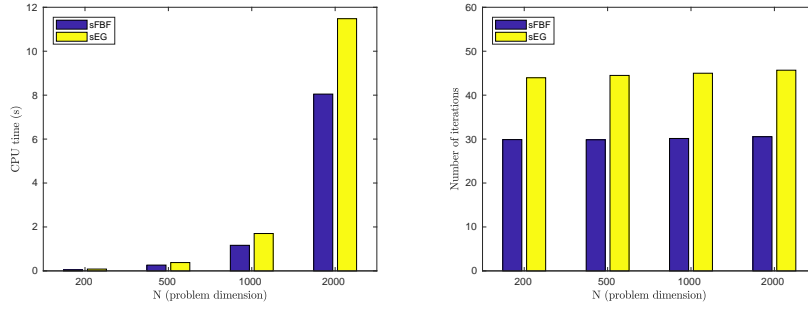 12
10
8
6
4
2
0
CPU time (s)
sFBF
sEG
200
500
1000
2000
N (problem dimension)
60
50
40
30
20
10
0
Number of iterations
sFBF
sEG
200
500
1000
2000
N (problem dimension)